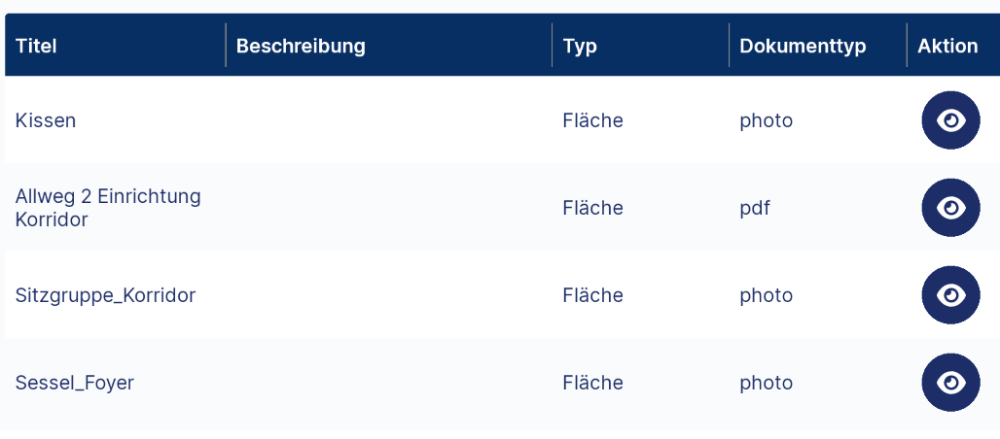 Titel Beschreibung Typ Dokumenttyp Aktion
Kissen Fläche photo
Allweg 2 Einrichtung
Korridor Fläche pdf
Sitzgruppe_Korridor Fläche photo
Sessel_Foyer Fläche photo